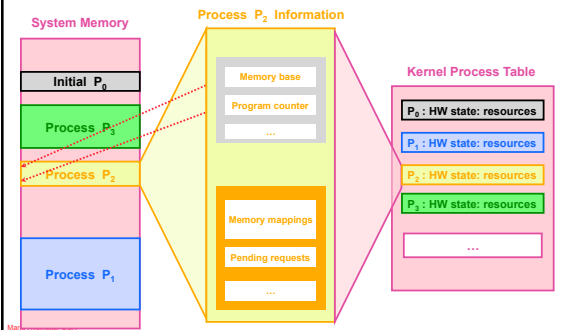 System Memory
Initial P₀
Process P₃
Process P₂
Process P₁
Process P₂ Information
Memory base
Program counter
...
Memory mappings
Pending requests
...
Kernel Process Table
P₀ : HW state: resources
P₁ : HW state: resources
P₂ : HW state: resources
P₃ : HW state: resources
...